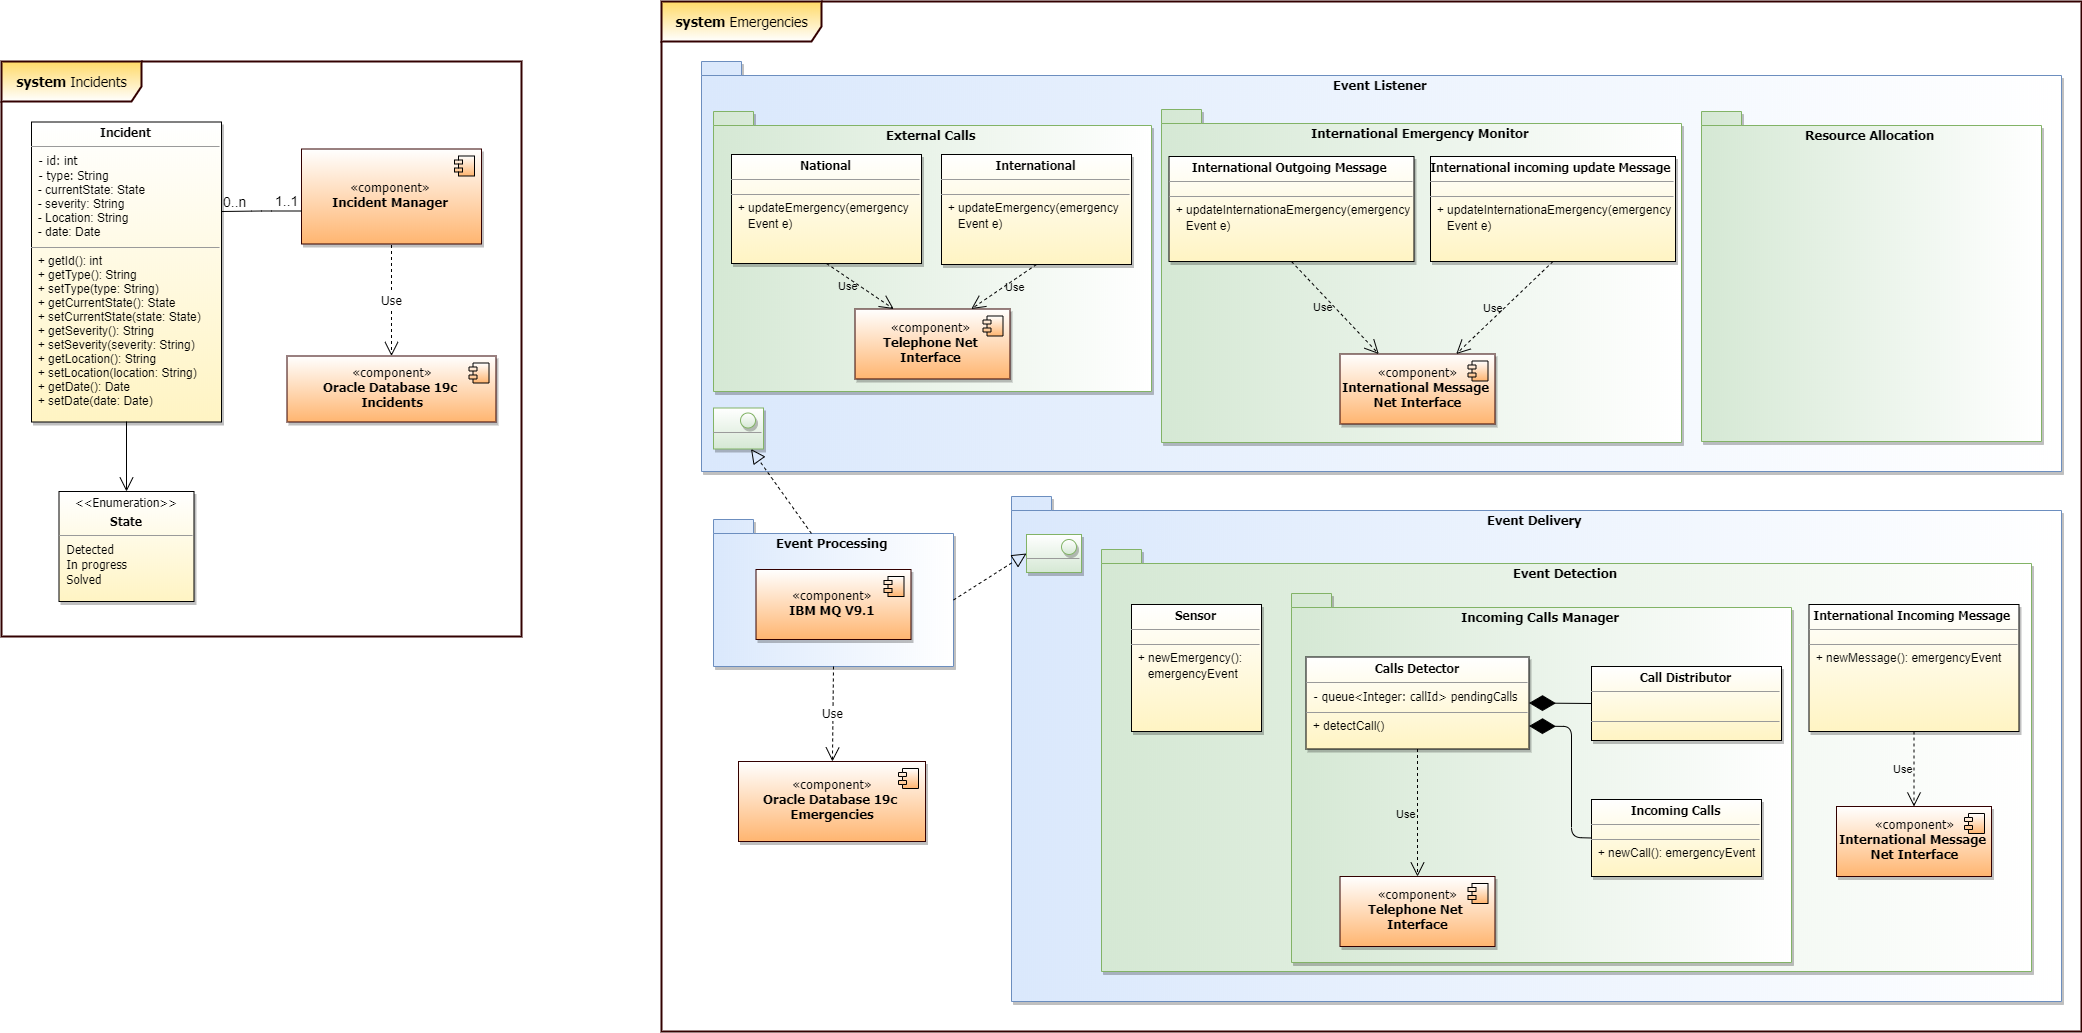 system Incidents
Incident
- id: int
- type: String
- currentState: State
- severity: String
- Location: String
- date: Date
+ getId(): int
+ getType(): String
+ setType(type: String)
+ getCurrentState(): State
+ setCurrentState(state: State)
+ getSeverity(): String
+ setSeverity(severity: String)
+ getLocation(): String
+ setLocation(location: String)
+ getDate(): Date
+ setDate(date: Date)
0..n
1..1
«component»
Incident Manager
Use
«component»
Oracle Database 19c
Incidents
<<Enumeration>>
State
Detected
In progress
Solved
system Emergencies
Event Listener
External Calls
National
+ updateEmergency(emergency
Event e)
International
+ updateEmergency(emergency
Event e)
Use
Use
«component»
Telephone Net
Interface
International Emergency Monitor
International Outgoing Message
+ updateInternationaEmergency(emergency
Event e)
International incoming update Message
+ updateInternationaEmergency(emergency
Event e)
Use
Use
«component»
International Message
Net Interface
Resource Allocation
Event Processing
«component»
IBM MQ V9.1
Use
«component»
Oracle Database 19c
Emergencies
Event Delivery
Event Detection
Sensor
+ newEmergency():
emergencyEvent
Incoming Calls Manager
Calls Detector
- queue<Integer: callId> pendingCalls
+ detectCall()
Call Distributor
Use
Incoming Calls
+ newCall(): emergencyEvent
«component»
Telephone Net
Interface
International Incoming Message
+ newMessage(): emergencyEvent
Use
«component»
International Message
Net Interface